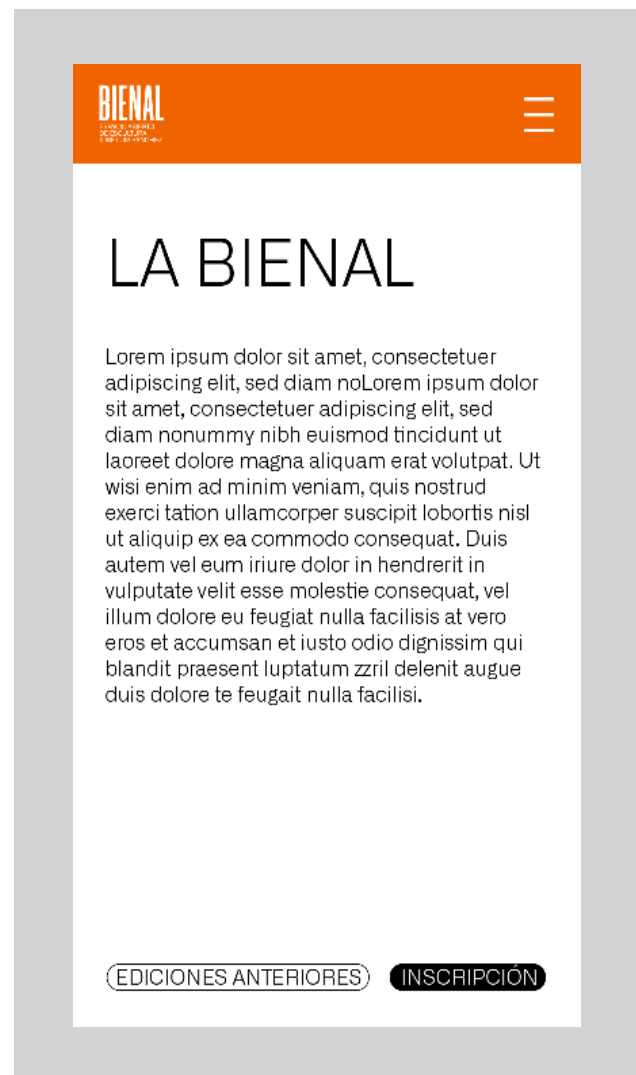 BIENAL
DE ESCULTURA
LA BIENAL
Lorem ipsum dolor sit amet, consectetuer
adipiscing elit, sed diam noLorem ipsum dolor
sit amet, consectetuer adipiscing elit, sed
diam nonummy nibh euismod tincidunt ut
laoreet dolore magna aliquam erat volutpat. Ut
wisi enim ad minim veniam, quis nostrud
exerci tation ullamcorper suscipit lobortis nisl
ut aliquip ex ea commodo consequat. Duis
autem vel eum iriure dolor in hendrerit in
vulputate velit esse molestie consequat, vel
illum dolore eu feugiat nulla facilisis at vero
eros et accumsan et iusto odio dignissim qui
blandit praesent luptatum zzril delenit augue
duis dolore te feugait nulla facilisi.
EDICIONES ANTERIORES INSCRIPCIÓN